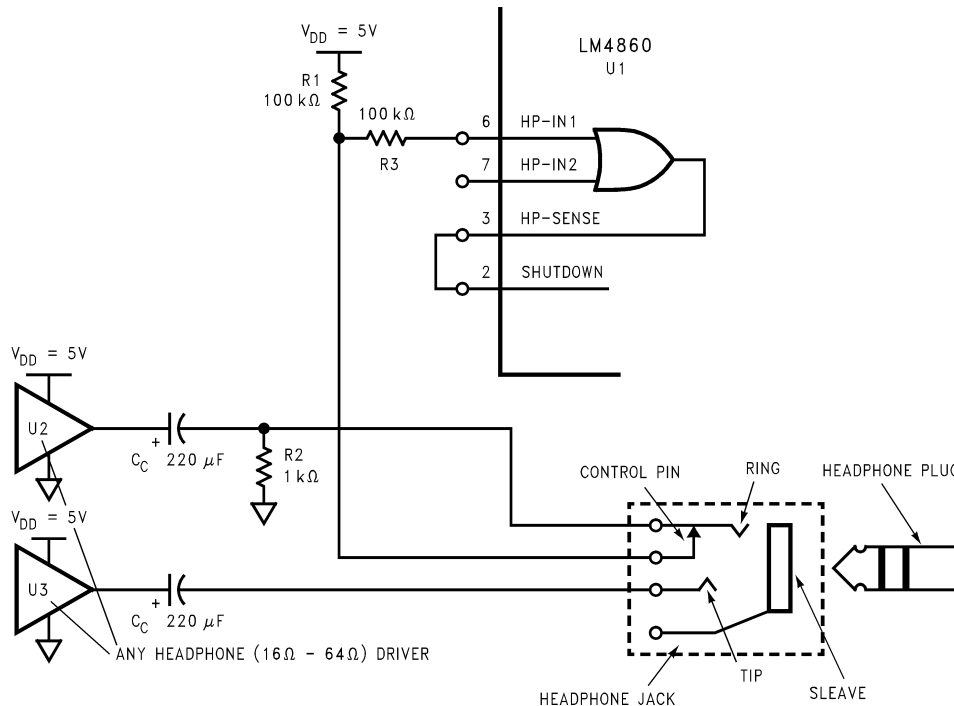 V_DD = 5V
LM4860
U1
R1
100 kΩ
100 kΩ
R3
6 HP-IN1
7 HP-IN2
3 HP-SENSE
2 SHUTDOWN
V_DD = 5V
U2
+
C_C 220 μF
R2
1 kΩ
CONTROL PIN
RING
HEADPHONE PLUG
V_DD = 5V
U3
+
C_C 220 μF
ANY HEADPHONE (16Ω - 64Ω) DRIVER
HEADPHONE JACK
TIP
SLEAVE